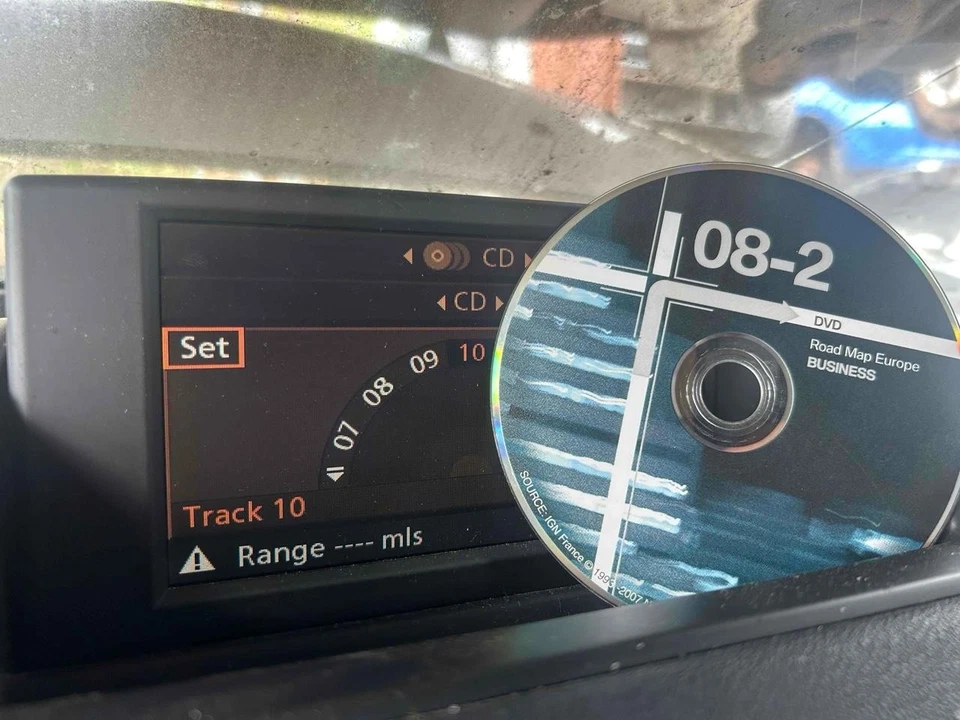 CD
CD
Set
07
08
09
10
Track 10
Range ---- mls
08-2
DVD
Road Map Europe
BUSINESS
SOURCE: IGN France ©
-2007